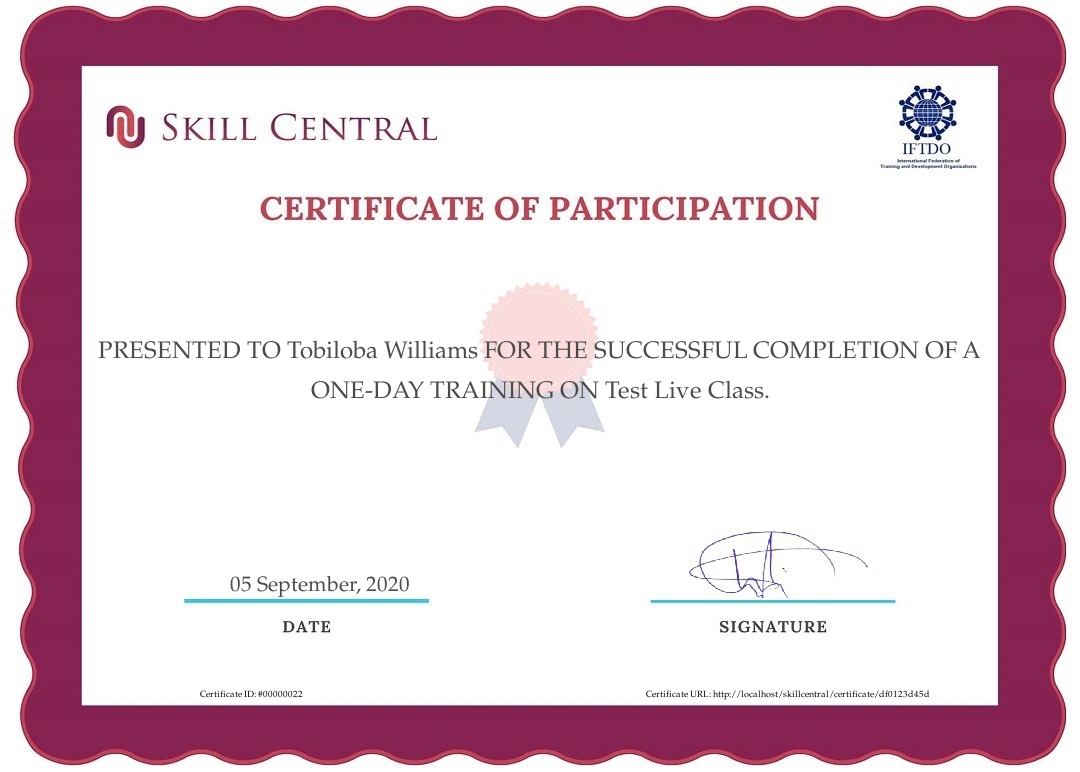 SKILL CENTRAL
IFTDO
International Federation of
Training and Development Organizations
CERTIFICATE OF PARTICIPATION
PRESENTED TO Tobiloba Williams FOR THE SUCCESSFUL COMPLETION OF A
ONE-DAY TRAINING ON Test Live Class.
05 September, 2020
DATE
SIGNATURE
Certificate ID: #00000022
Certificate URL: http://localhost/skillcentral/certificate/df0123d45d